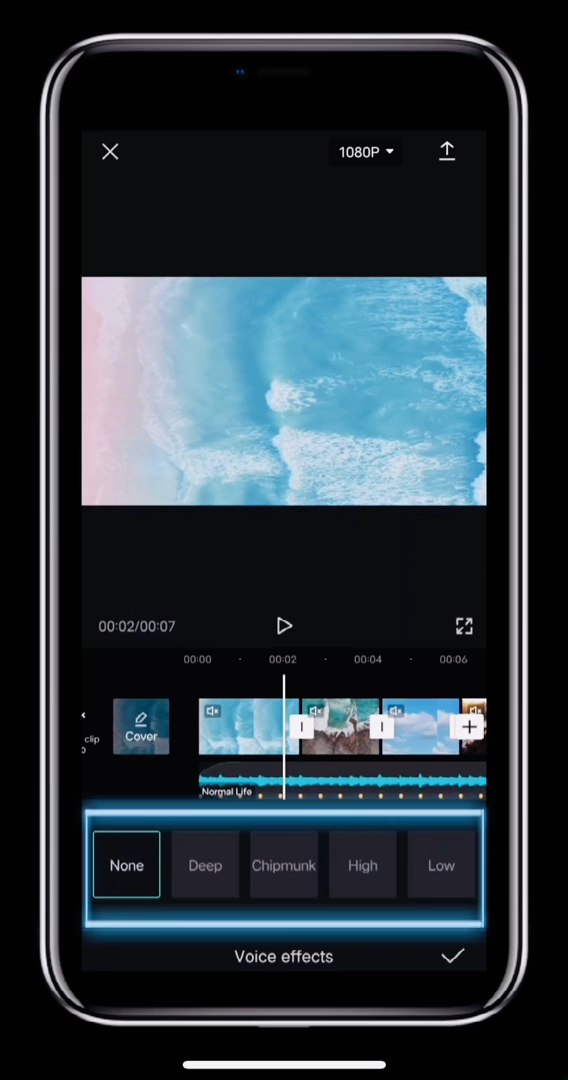 1080P
00:02/00:07
00:00 · 00:02 · 00:04 · 00:06
clip
Cover
Normal Life
None Deep Chipmunk High Low
Voice effects